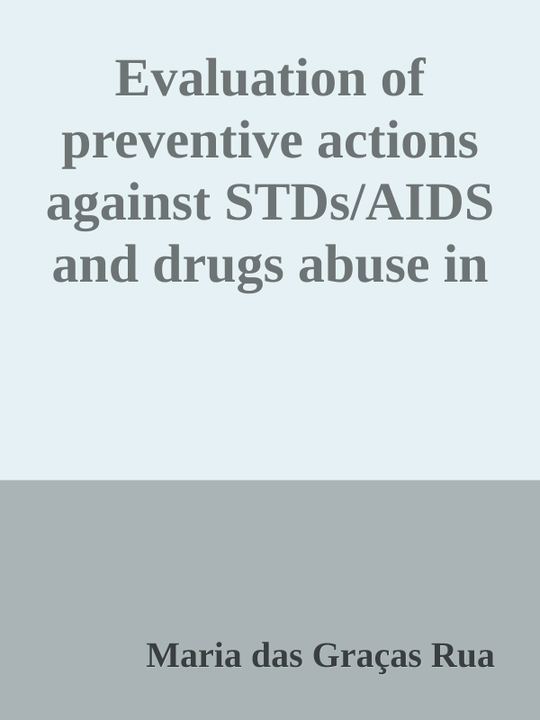 Evaluation of
preventive actions
against STDs/AIDS
and drugs abuse in
Maria das Graças Rua